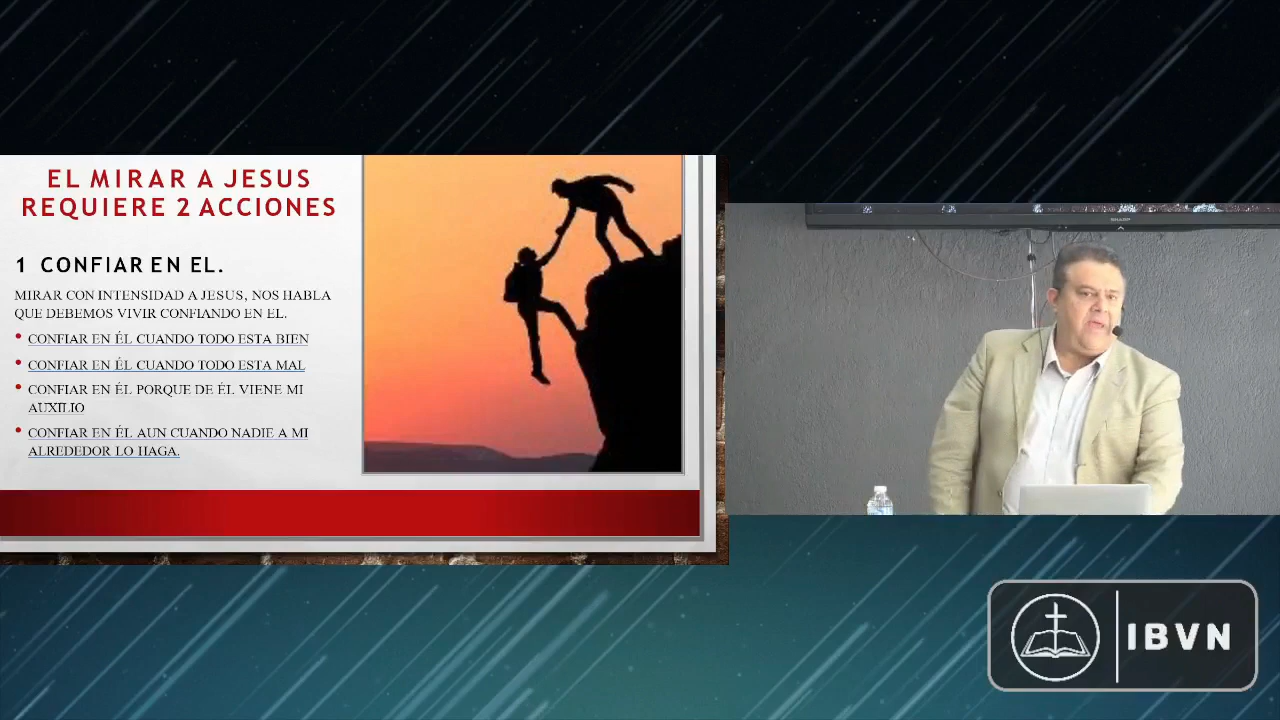 EL MIRAR A JESUS
REQUIERE 2 ACCIONES
1 CONFIAR EN EL.
IRAR CON INTENSIDAD A JESUS, NOS HABLA
QUE DEBEMOS VIVIR CONFIANDO EN EL.
• CONFIAR EN ÉL CUANDO TODO ESTA BIEN
• CONFIAR EN ÉL CUANDO TODO ESTA MAL
• CONFIAR EN ÉL PORQUE DE ÉL VIENE MI
AUXILIO
• CONFIAR EN ÉL AUN CUANDO NADIE A MI
ALREDEDOR LO HAGA.
SHARP
IBVN